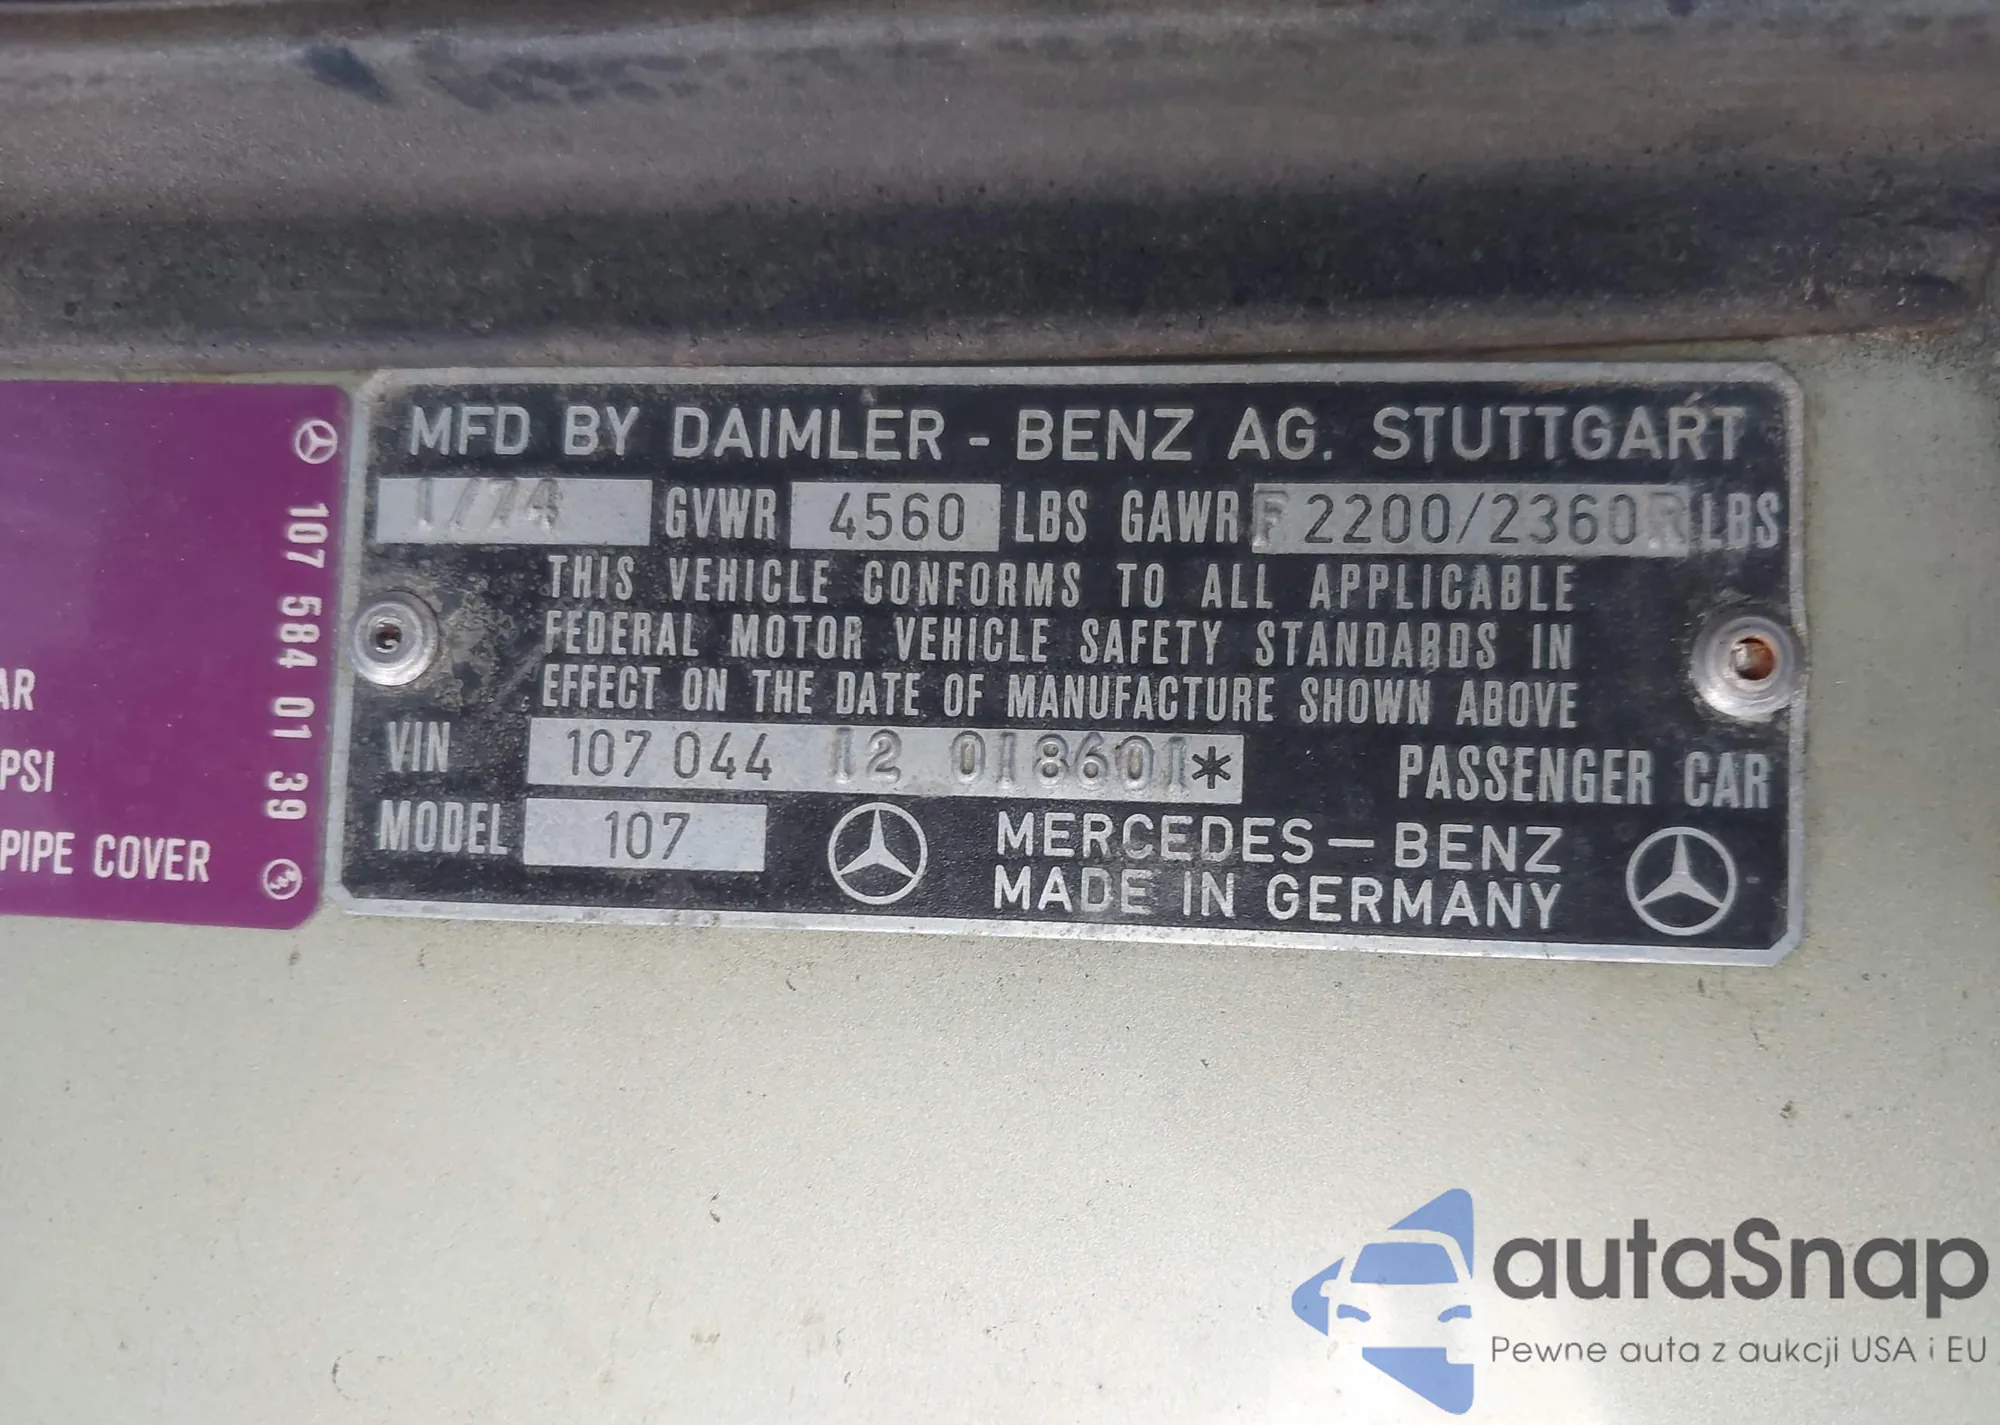 MFD BY DAIMLER - BENZ AG. STUTTGART
1/74 GVWR 4560 LBS GAWR F 2200/2360 R LBS
THIS VEHICLE CONFORMS TO ALL APPLICABLE
FEDERAL MOTOR VEHICLE SAFETY STANDARDS IN
EFFECT ON THE DATE OF MANUFACTURE SHOWN ABOVE
VIN 107 044 12 018601* PASSENGER CAR
MODEL 107 MERCEDES-BENZ
MADE IN GERMANY
107 584 01 39
AR
PSI
PIPE COVER
autaSnap
Pewne auta z aukcji USA i EU